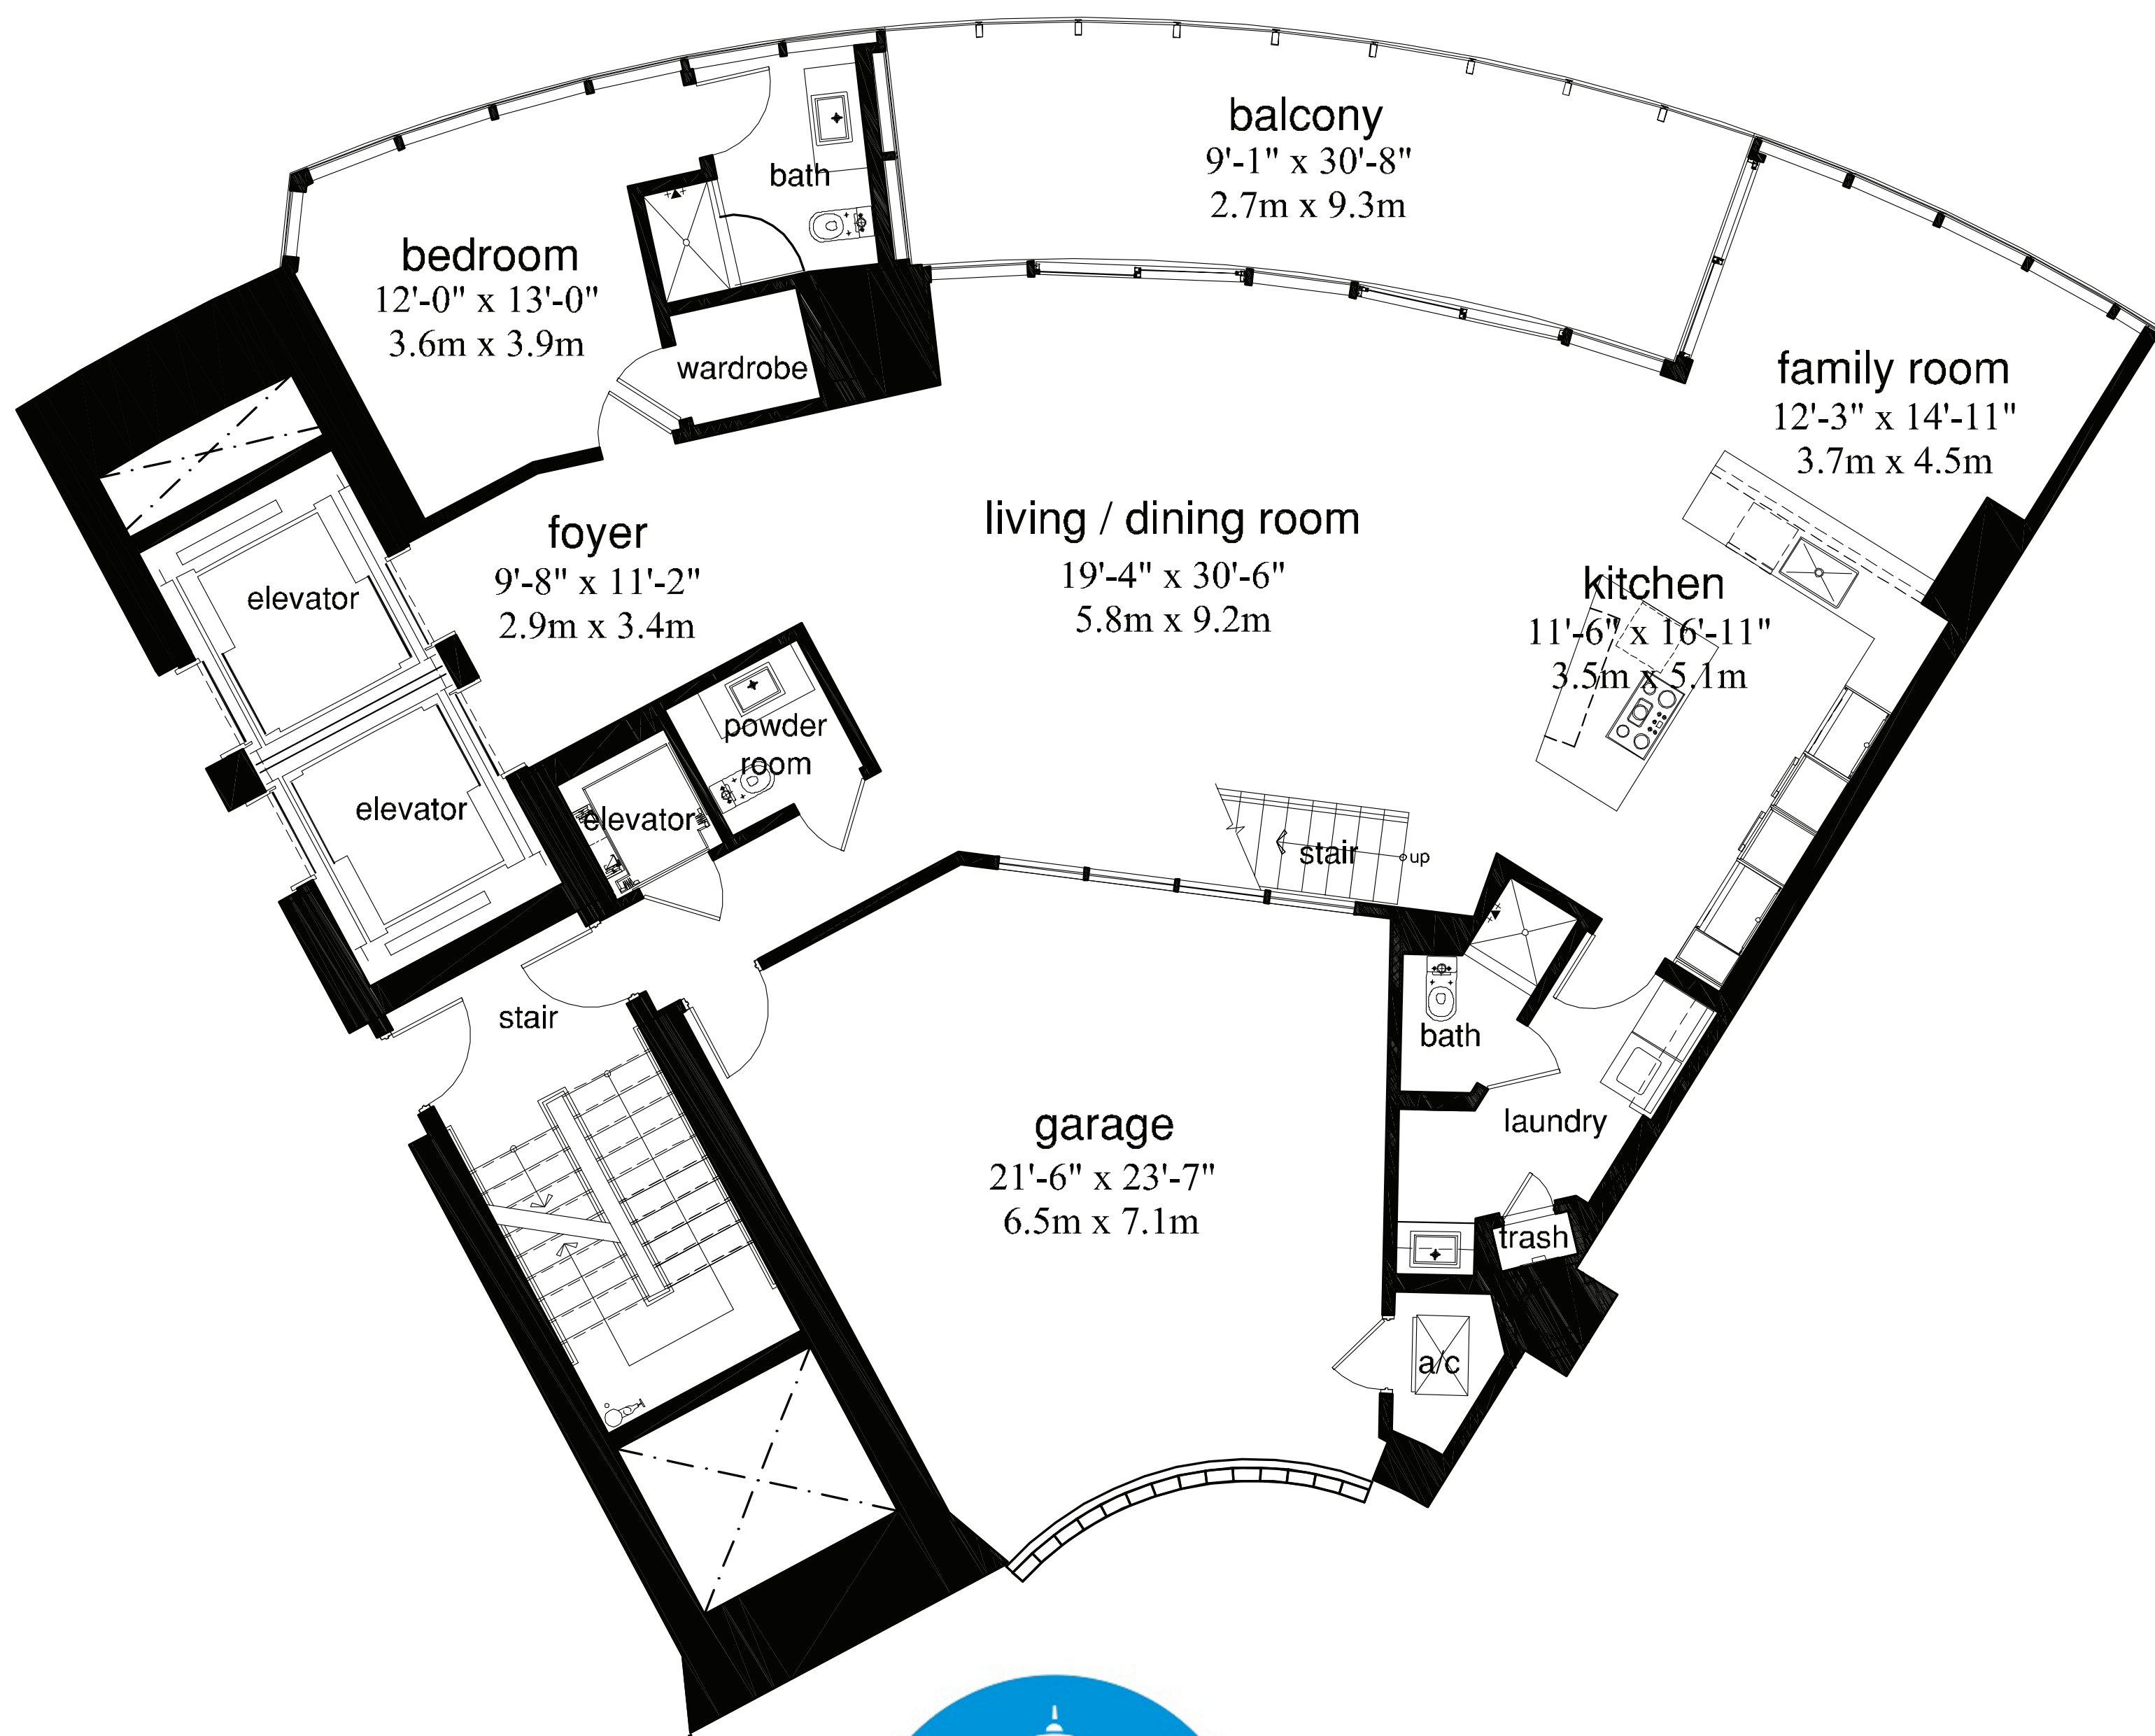 balcony
9'-1" x 30'-8"
2.7m x 9.3m
bath
bedroom
12'-0" x 13'-0"
3.6m x 3.9m
wardrobe
family room
12'-3" x 14'-11"
3.7m x 4.5m
living / dining room
19'-4" x 30'-6"
5.8m x 9.2m
foyer
9'-8" x 11'-2"
2.9m x 3.4m
elevator
kitchen
11'-6" x 16'-11"
3.5m x 5.1m
powder
room
elevator
elevator
stair
up
stair
bath
garage
21'-6" x 23'-7"
6.5m x 7.1m
laundry
trash
a/c